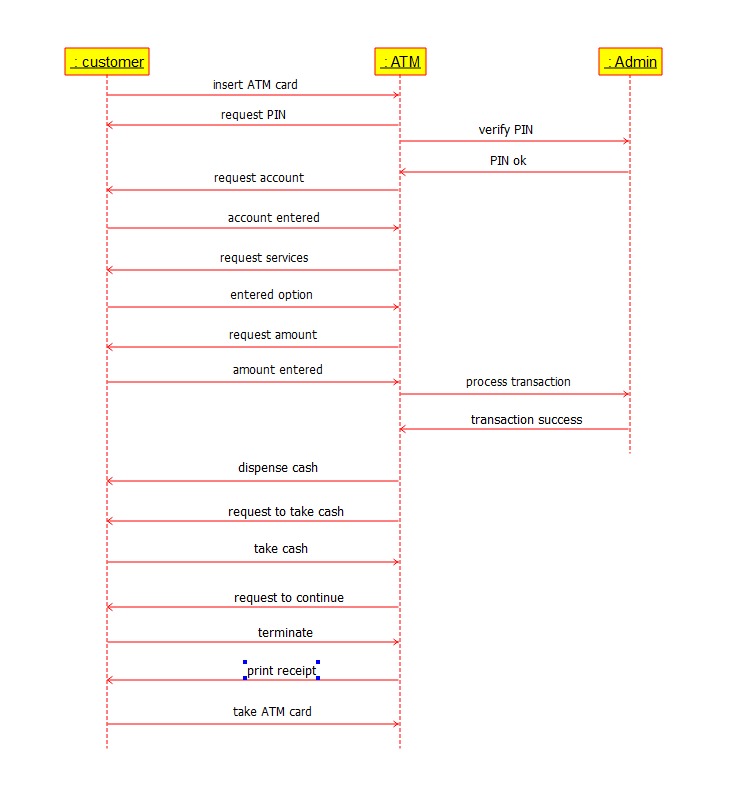 : customer
: ATM
: Admin
insert ATM card
request PIN
verify PIN
PIN ok
request account
account entered
request services
entered option
request amount
amount entered
process transaction
transaction success
dispense cash
request to take cash
take cash
request to continue
terminate
print receipt
take ATM card